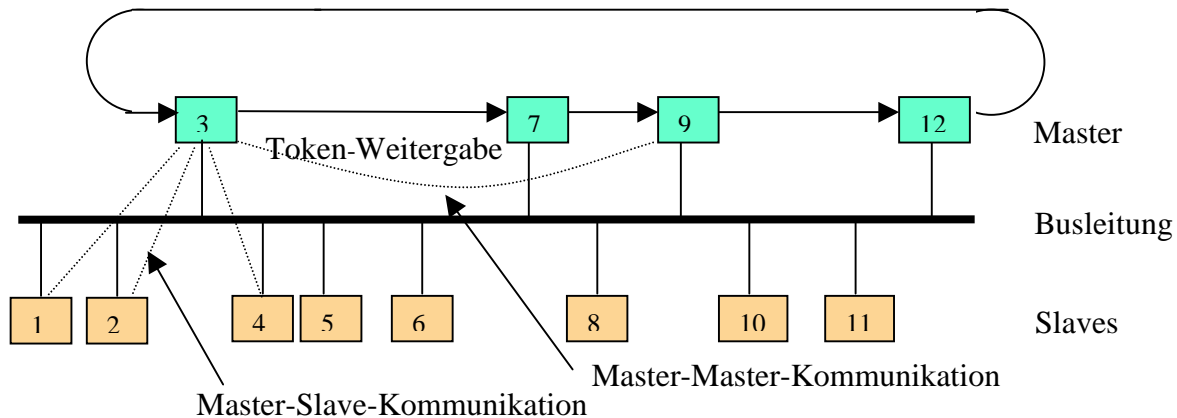 3
7
9
12
Master
Token-Weitergabe
Busleitung
1
2
4
5
6
8
10
11
Slaves
Master-Master-Kommunikation
Master-Slave-Kommunikation